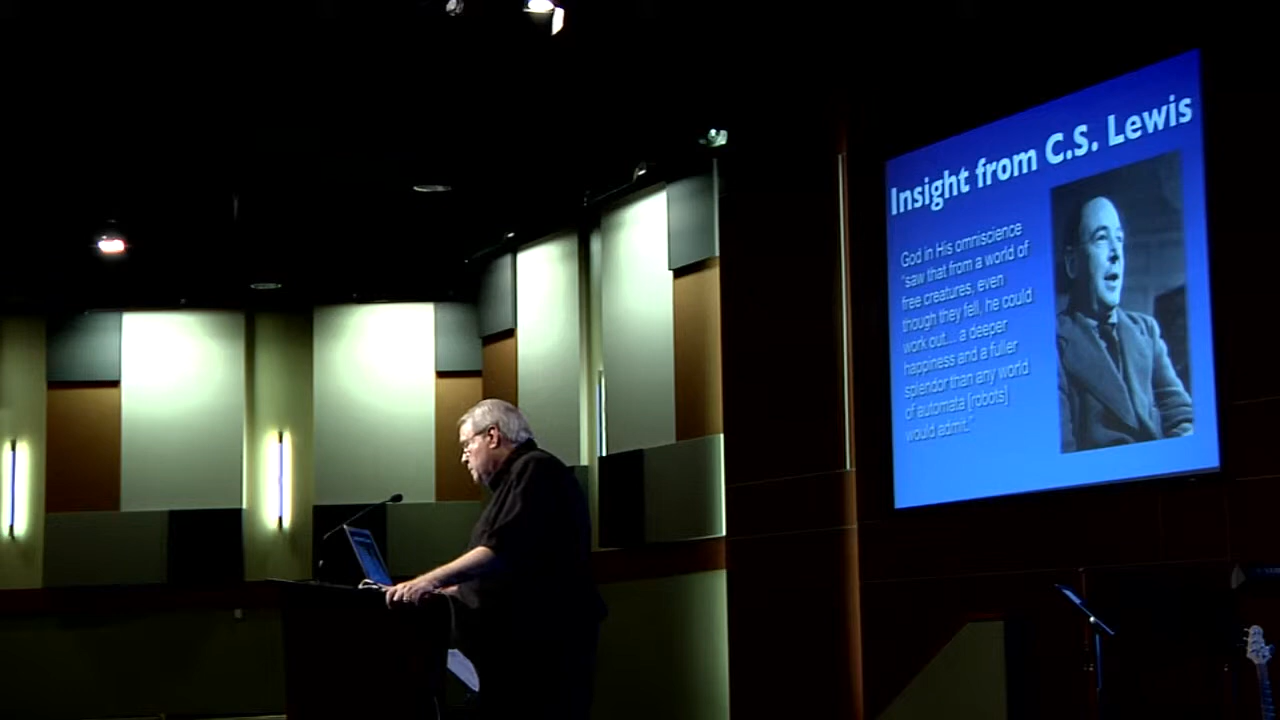 Insight from C.S. Lewis
God in His omniscience
"saw that from a world of
free creatures, even
though they fell, he could
work out.... a deeper
happiness and a fuller
splendor than any world
of automata [robots]
would admit."